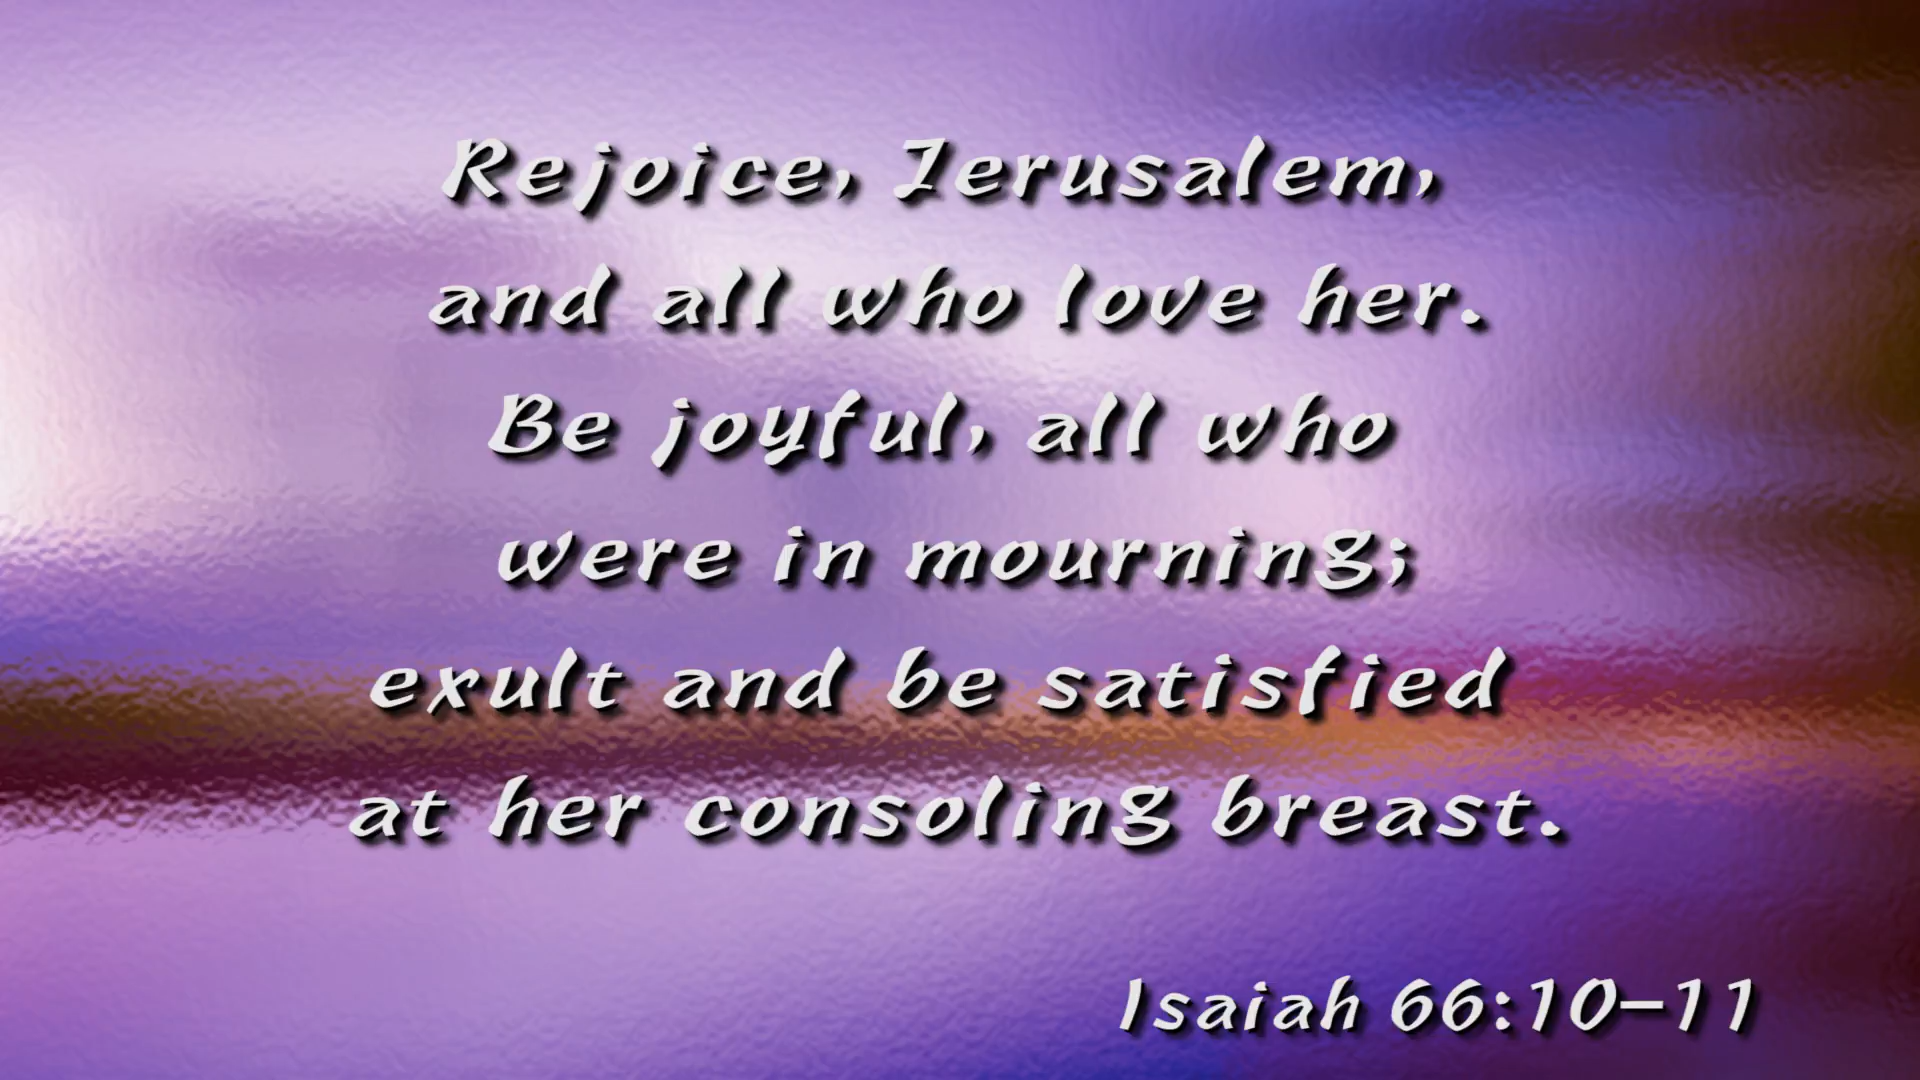 Rejoice, Jerusalem,
and all who love her.
Be joyful, all who
were in mourning;
exult and be satisfied
at her consoling breast.
Isaiah 66:10–11